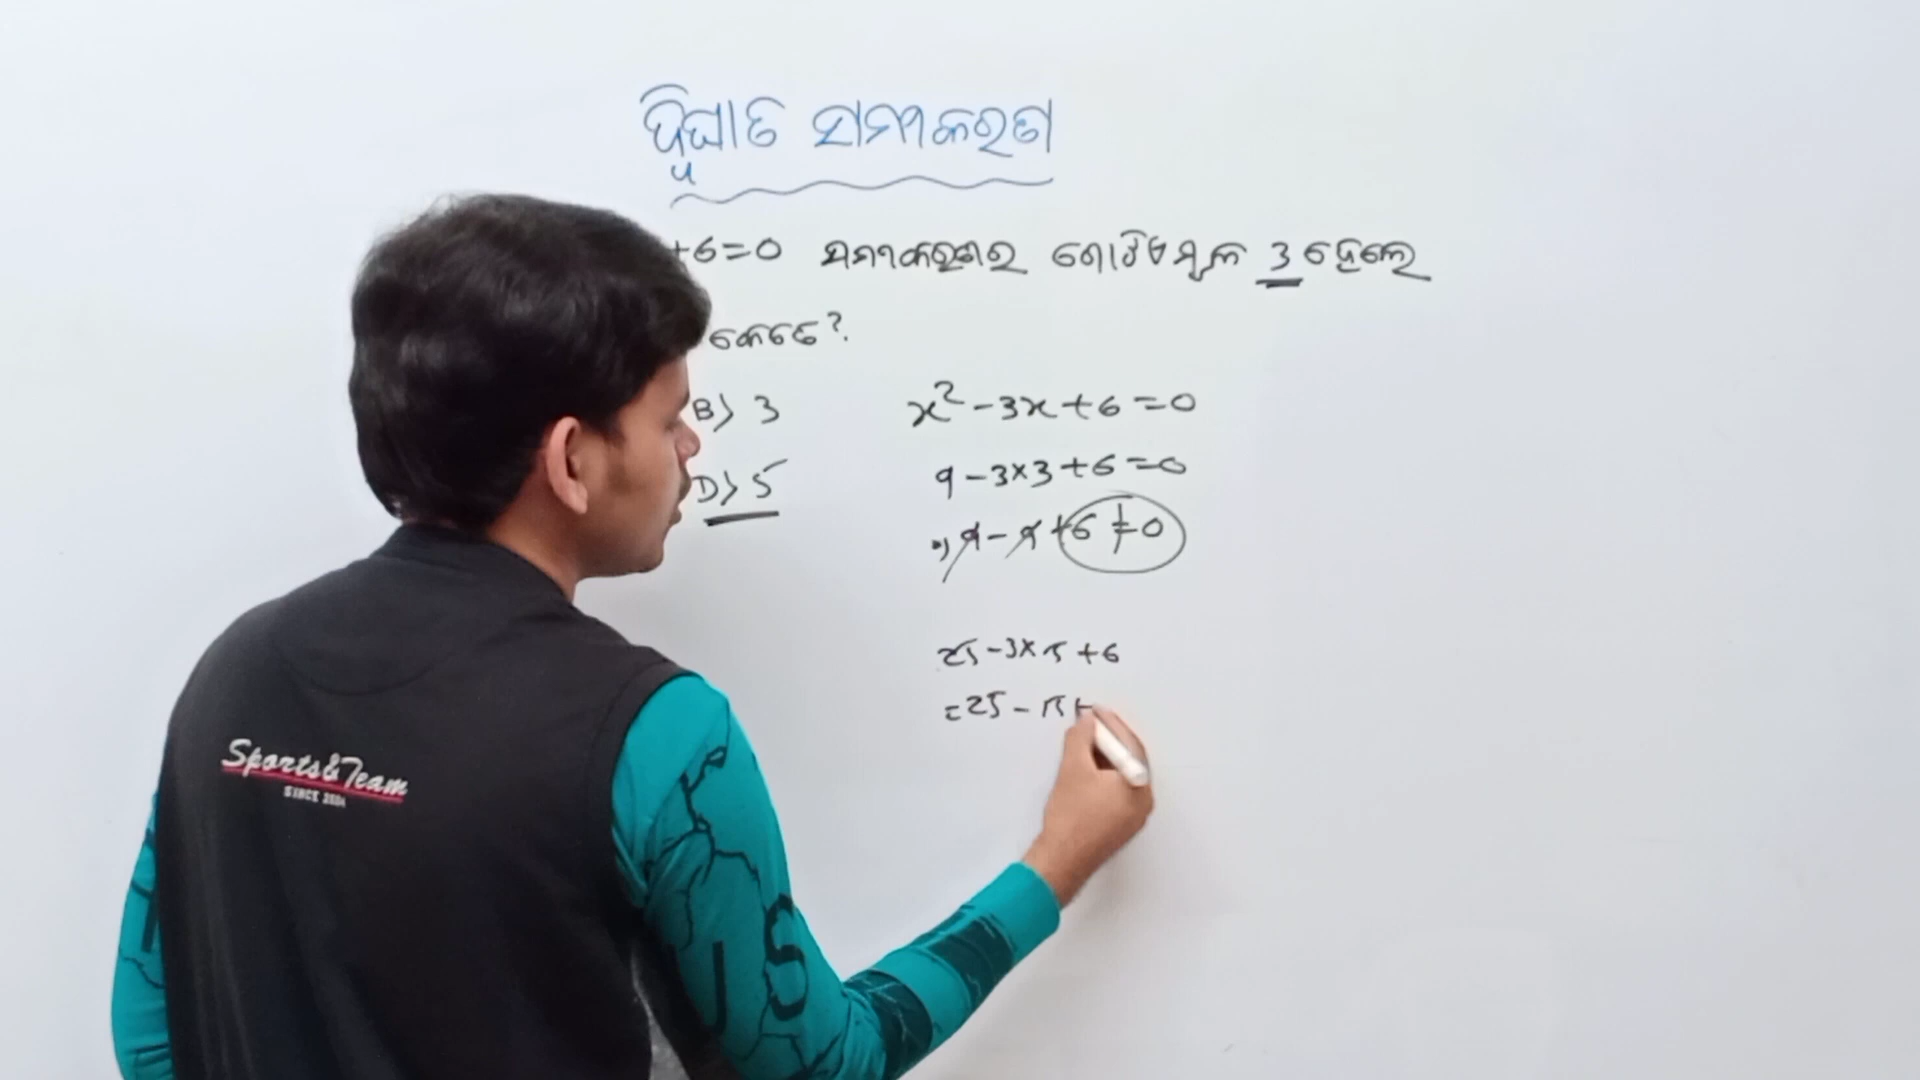 ଦ୍ୱିଘାତ ସମୀକରଣ
+6=0 ସମୀକରଣର ଗୋଟିଏ ମୂଳ 3 ହେଲେ
କେତେ?
B) 3
D) 5
x² - 3x + 6 = 0
9 - 3×3 + 6 = 0
⇒ 9 - 9 + 6 ≠ 0
25 - 3×5 + 6
= 25 - 15 +
Sports&Team
SINCE 2004